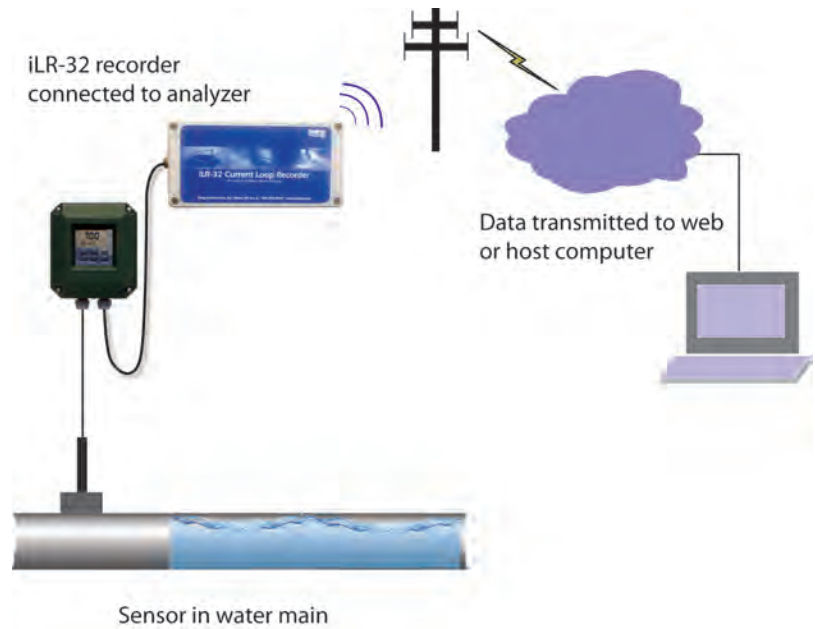 iLR-32 recorder
connected to analyzer
iLR-32 Current Loop Recorder
Data transmitted to web
or host computer
Sensor in water main